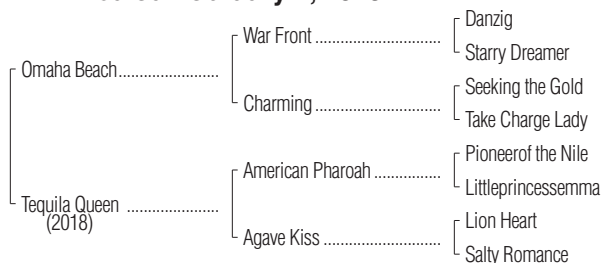 Danzig
War Front ..............................
Starry Dreamer
Omaha Beach........................
Seeking the Gold
Charming ..............................
Take Charge Lady
Pioneerof the Nile
American Pharoah ................
Littleprincessemma
Tequila Queen ......................
(2018)
Lion Heart
Agave Kiss ............................
Salty Romance